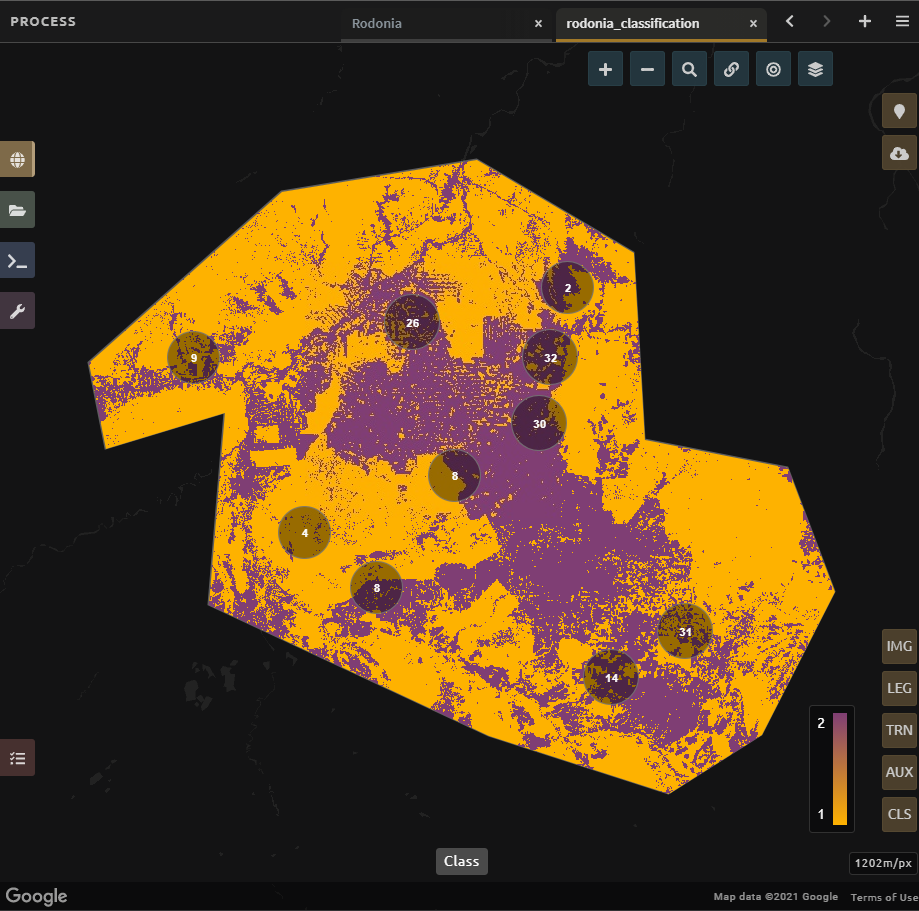 PROCESS
Rodonia ×
rodonia_classification ×
2
26
32
9
30
8
4
8
31
14
IMG
LEG
2
TRN
AUX
1
CLS
Class
1202m/px
Google
Map data ©2021 Google
Terms of Use